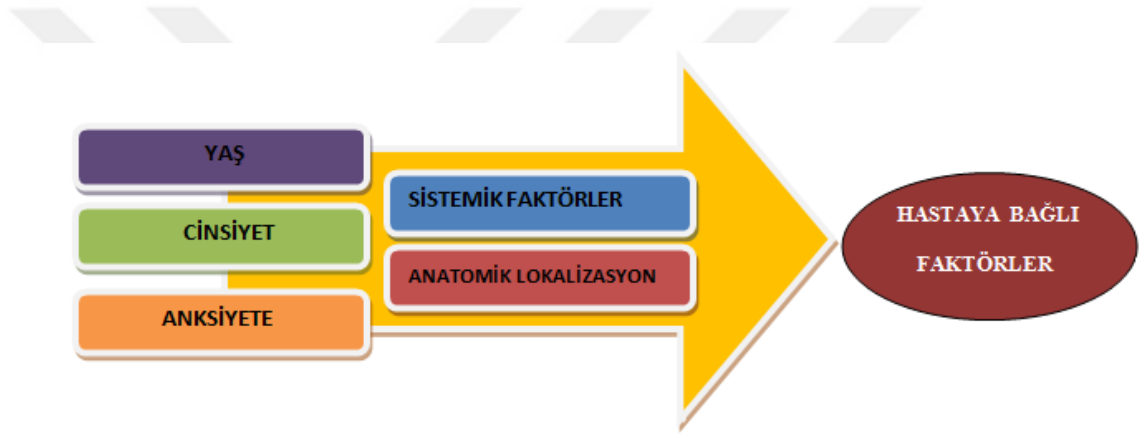 YAŞ
CİNSİYET
ANKSİYETE
SİSTEMİK FAKTÖRLER
ANATOMİK LOKALİZASYON
HASTAYA BAĞLI
FAKTÖRLER